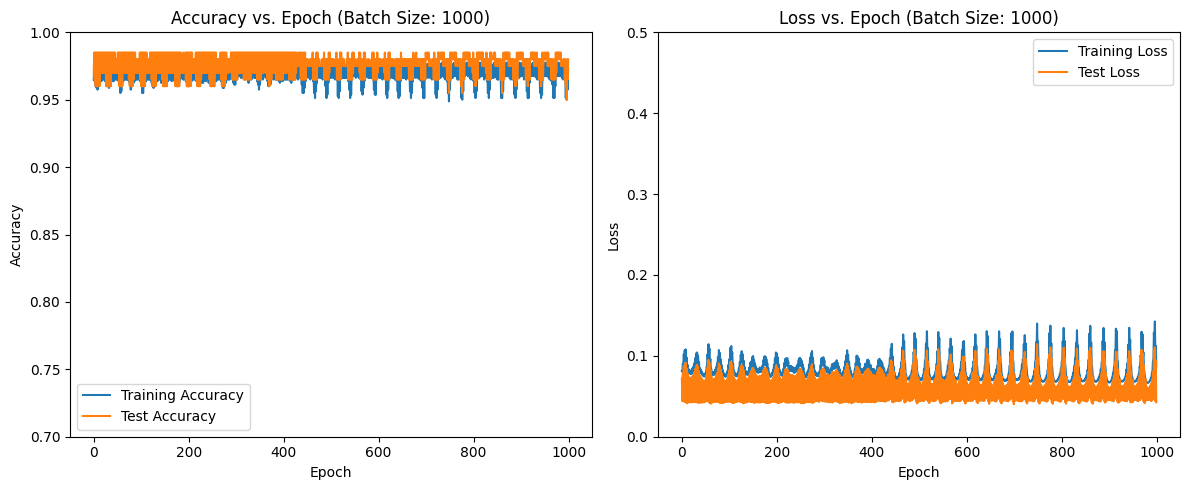 Accuracy vs. Epoch (Batch Size: 1000)
1.00
0.95
0.90
0.85
0.80
0.75
0.70
Accuracy
Training Accuracy
Test Accuracy
0 200 400 600 800 1000
Epoch
Loss vs. Epoch (Batch Size: 1000)
0.5
0.4
0.3
0.2
0.1
0.0
Loss
Training Loss
Test Loss
0 200 400 600 800 1000
Epoch